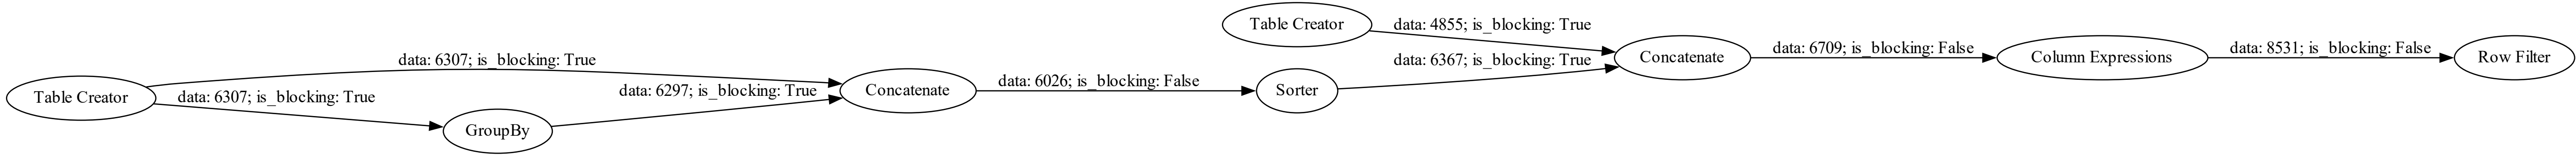 Table Creator
data: 4855; is_blocking: True
data: 6307; is_blocking: True
Concatenate
data: 6709; is_blocking: False
Column Expressions
data: 8531; is_blocking: False
Row Filter
data: 6367; is_blocking: True
Table Creator
data: 6307; is_blocking: True
data: 6297; is_blocking: True
Concatenate
data: 6026; is_blocking: False
Sorter
GroupBy